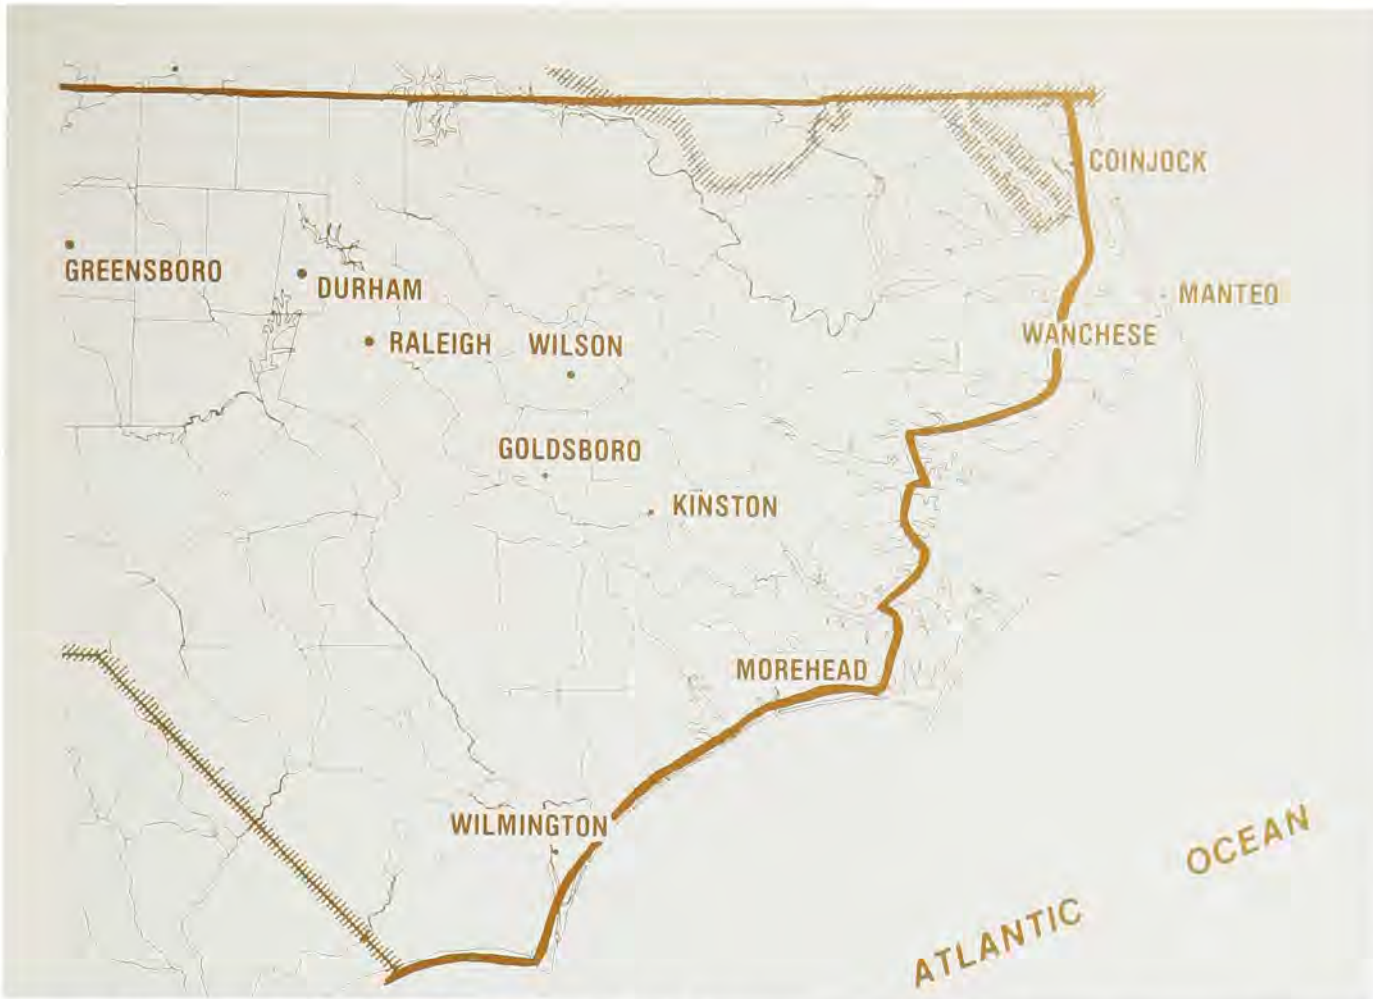 COINJOCK
GREENSBORO
DURHAM
MANTEO
RALEIGH
WILSON
WANCHESE
GOLDSBORO
KINSTON
MOREHEAD
WILMINGTON
OCEAN
ATLANTIC